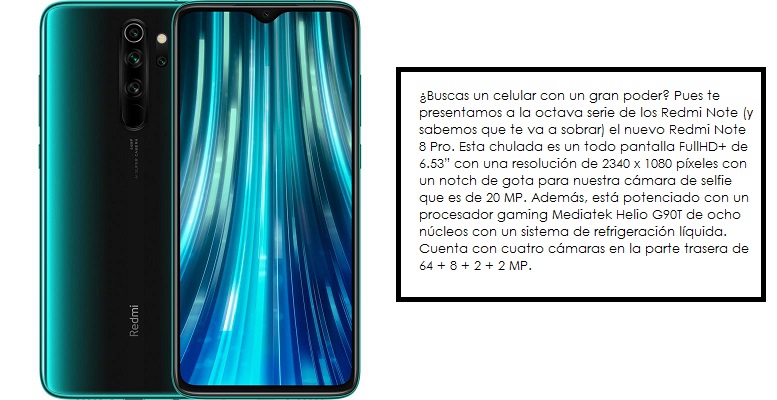 Redmi
¿Buscas un celular con un gran poder? Pues te
presentamos a la octava serie de los Redmi Note (y
sabemos que te va a sobrar) el nuevo Redmi Note
8 Pro. Esta chulada es un todo pantalla FullHD+ de
6.53” con una resolución de 2340 x 1080 píxeles con
un notch de gota para nuestra cámara de selfie
que es de 20 MP. Además, está potenciado con un
procesador gaming Mediatek Helio G90T de ocho
núcleos con un sistema de refrigeración líquida.
Cuenta con cuatro cámaras en la parte trasera de
64 + 8 + 2 + 2 MP.